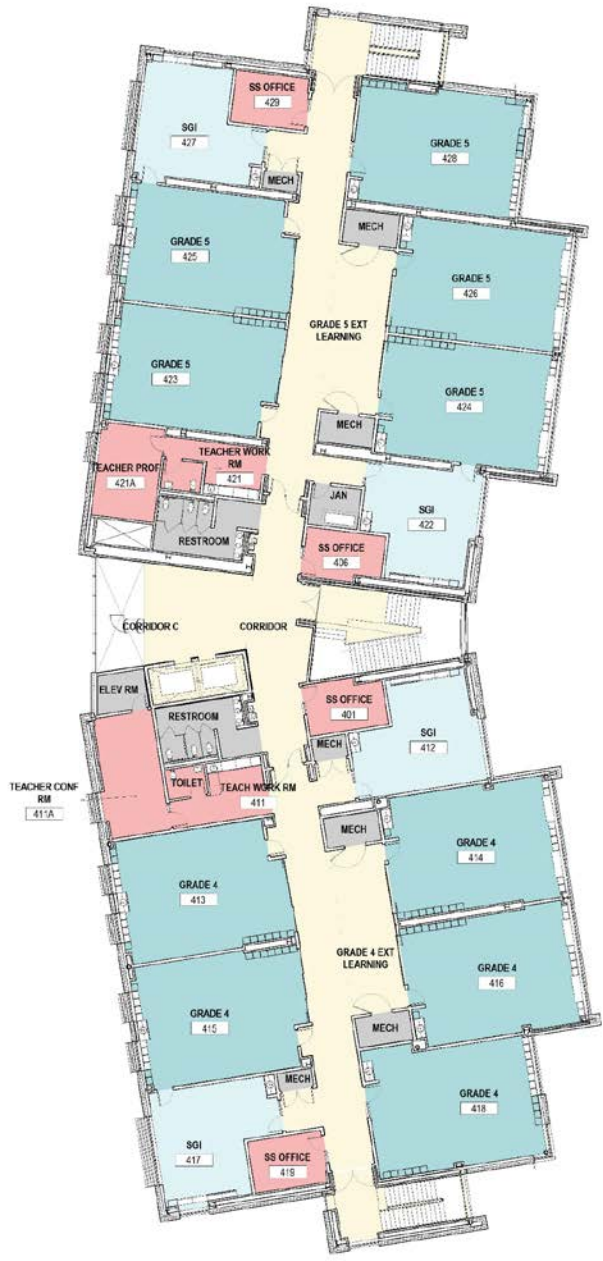 SS OFFICE
429
SGI
427
GRADE 5
428
MECH
MECH
GRADE 5
425
GRADE 5
426
GRADE 5 EXT
LEARNING
GRADE 5
423
GRADE 5
424
MECH
TEACHER WORK
RM
421
TEACHER PROF
421A
JAN
SGI
422
RESTROOM
SS OFFICE
406
CORRIDOR C
CORRIDOR
ELEV RM
SS OFFICE
401
RESTROOM
SGI
412
MECH
TOILET
TEACH WORK RM
411
TEACHER CONF
RM
411A
MECH
GRADE 4
414
GRADE 4
413
GRADE 4 EXT
LEARNING
GRADE 4
416
GRADE 4
415
MECH
MECH
GRADE 4
418
SGI
417
SS OFFICE
419